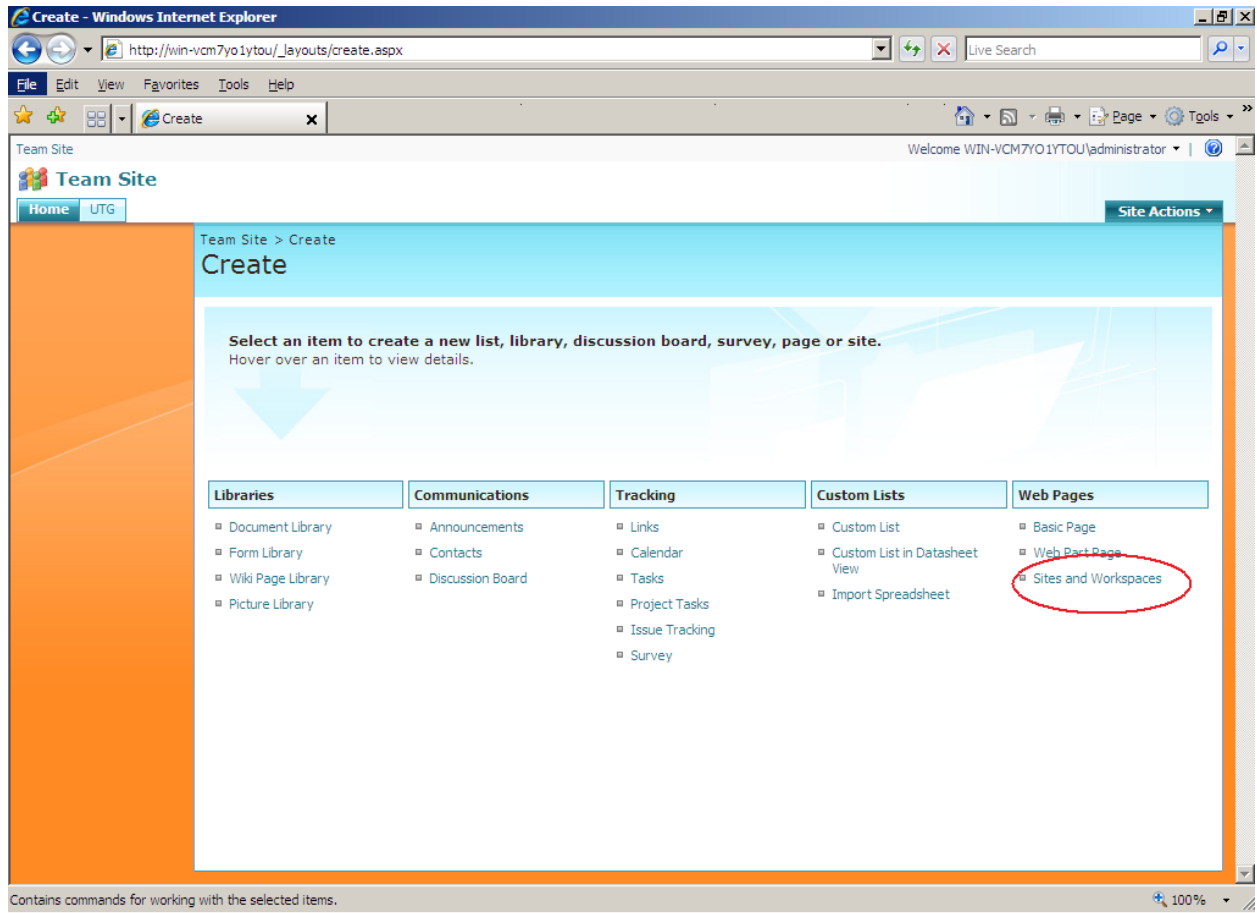 Create - Windows Internet Explorer
http://win-vcm7yo1ytou/_layouts/create.aspx
Live Search
File Edit View Favorites Tools Help
Create
Page Tools »
Team Site
Welcome WIN-VCM7YO1YTOU\administrator
Team Site
Home UTG
Site Actions
Team Site > Create
Create
Select an item to create a new list, library, discussion board, survey, page or site.
Hover over an item to view details.
Libraries
Document Library
Form Library
Wiki Page Library
Picture Library
Communications
Announcements
Contacts
Discussion Board
Tracking
Links
Calendar
Tasks
Project Tasks
Issue Tracking
Survey
Custom Lists
Custom List
Custom List in Datasheet
View
Import Spreadsheet
Web Pages
Basic Page
Web Part Page
Sites and Workspaces
Contains commands for working with the selected items.
100%